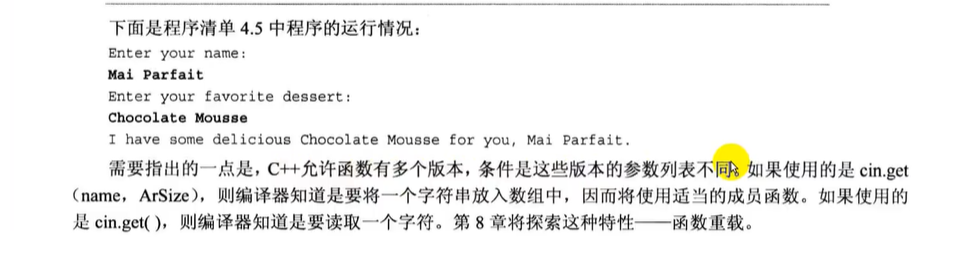 下面是程序清单 4.5 中程序的运行情况：
Enter your name:
Mai Parfait
Enter your favorite dessert:
Chocolate Mousse
I have some delicious Chocolate Mousse for you, Mai Parfait.
需要指出的一点是，C++允许函数有多个版本，条件是这些版本的参数列表不同。如果使用的是 cin.get
（name，ArSize），则编译器知道是要将一个字符串放入数组中，因而将使用适当的成员函数。如果使用的
是 cin.get( )，则编译器知道是要读取一个字符。第 8 章将探索这种特性——函数重载。